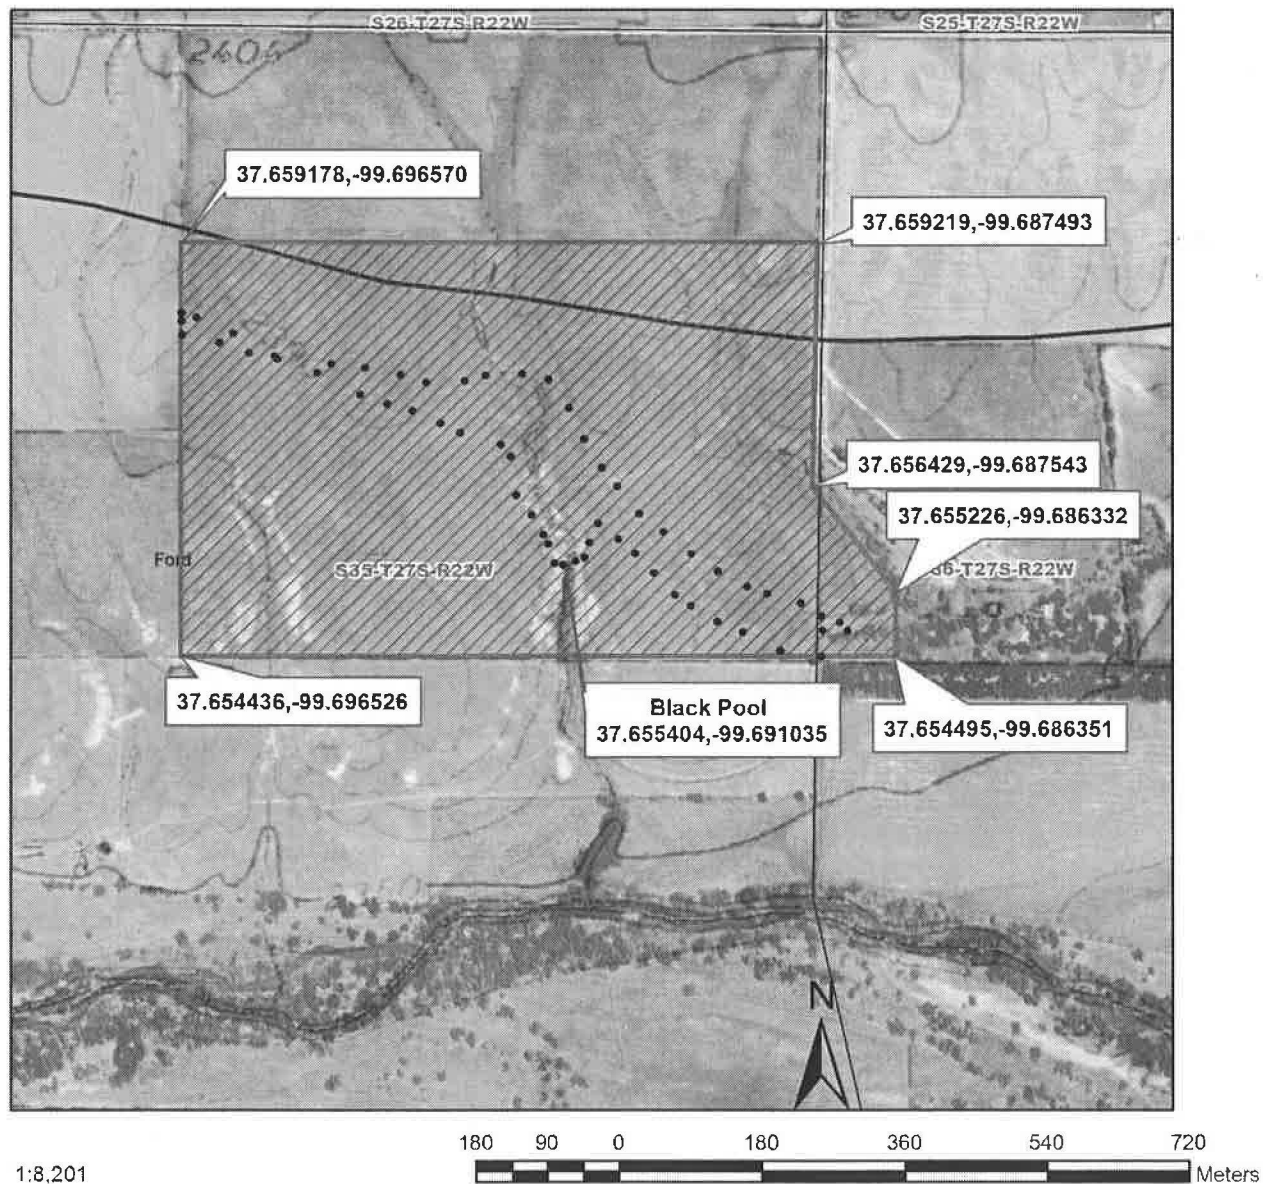 S26-T27S-R22W
S25-T27S-R22W
2404
37.659178,-99.696570
37.659219,-99.687493
37.656429,-99.687543
37.655226,-99.686332
Ford
S35-T27S-R22W
36-T27S-R22W
37.654436,-99.696526
Black Pool
37.655404,-99.691035
37.654495,-99.686351
N
1:8,201
180 90 0 180 360 540 720
Meters